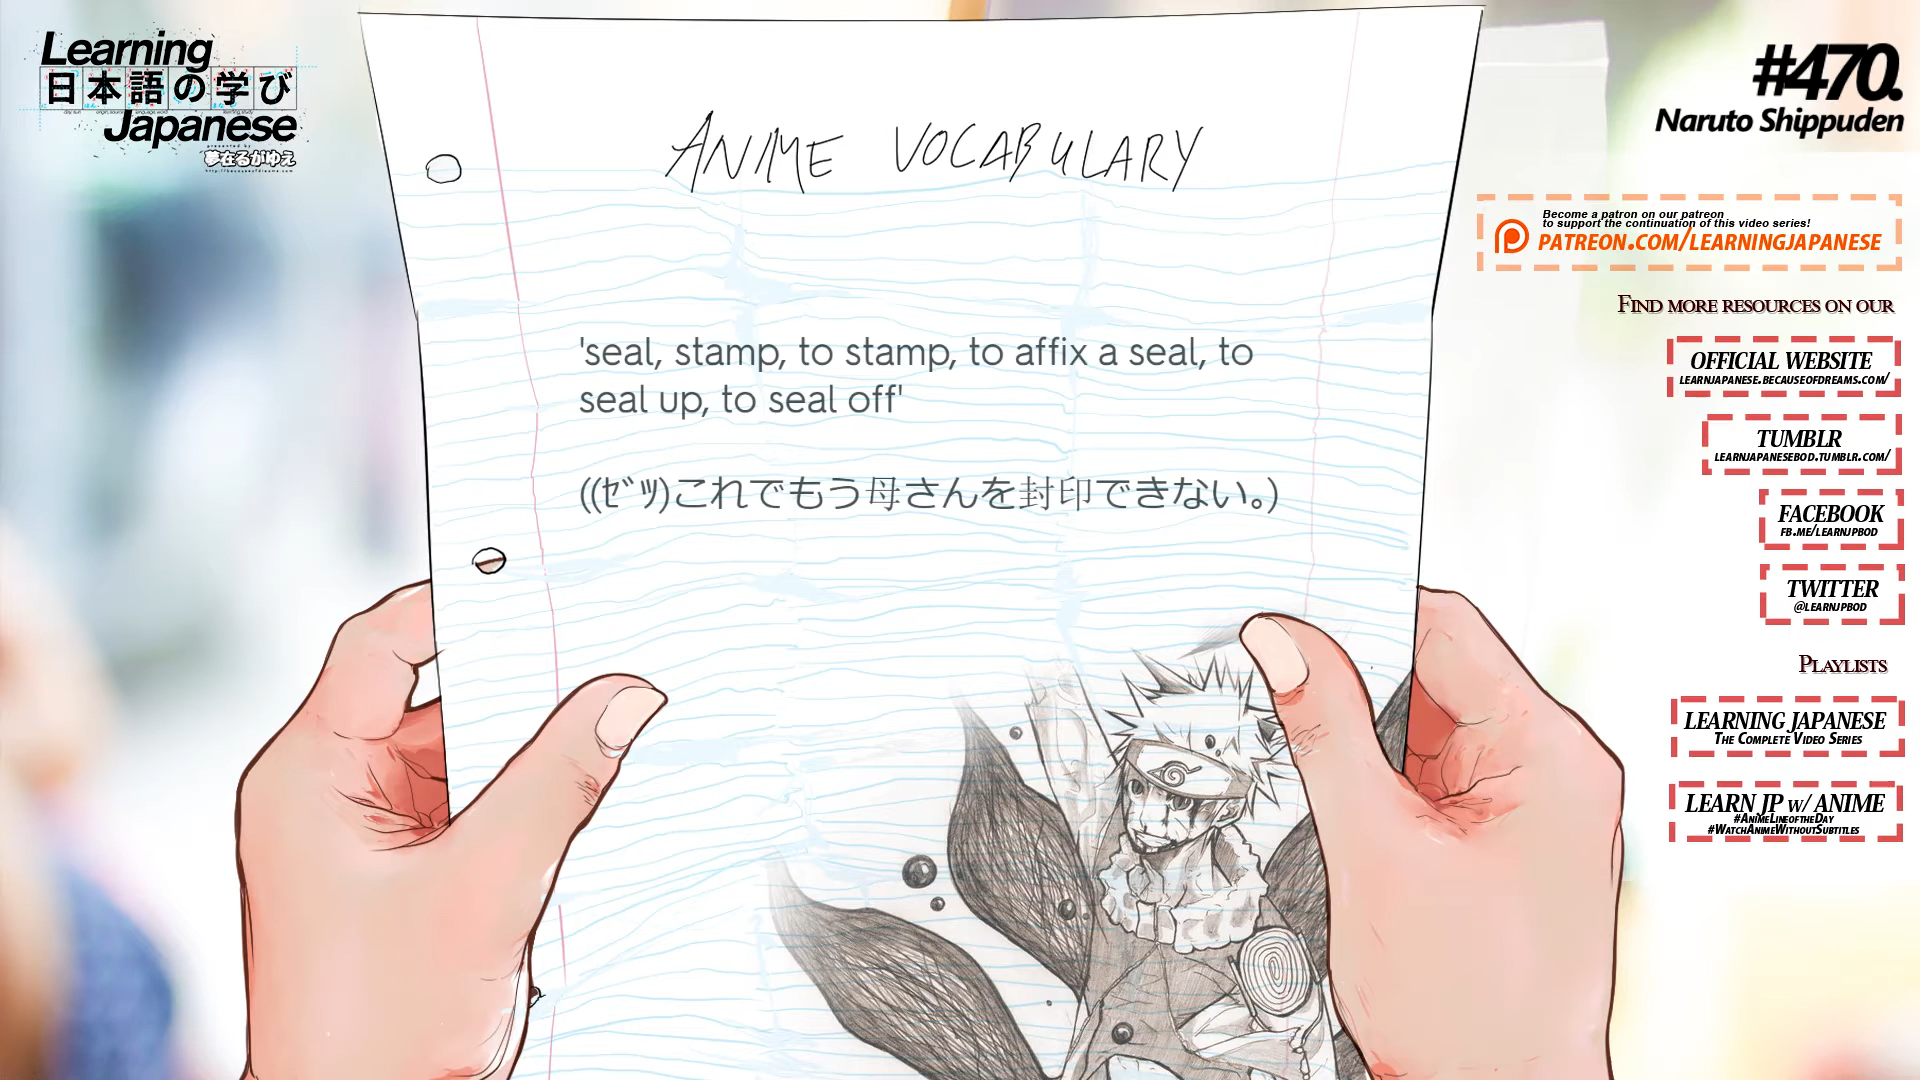 Learning
日本語の学び
Japanese
presented by
夢在るがゆえ
http://becauseofdreams.com
#470.
Naruto Shippuden
ANIME VOCABULARY
Become a patron on our patreon
to support the continuation of this video series!
PATREON.COM/LEARNINGJAPANESE
FIND MORE RESOURCES ON OUR
OFFICIAL WEBSITE
LEARNJAPANESE.BECAUSEOFDREAMS.COM/
'seal, stamp, to stamp, to affix a seal, to
seal up, to seal off'
TUMBLR
LEARNJAPANESEBOD.TUMBLR.COM/
((ｾﾞﾂ)これでもう母さんを封印できない。)
FACEBOOK
FB.ME/LEARNJPBOD
TWITTER
@LEARNJPBOD
PLAYLISTS
LEARNING JAPANESE
THE COMPLETE VIDEO SERIES
LEARN JP W/ ANIME
#ANIMELINEOFTHEDAY
#WATCHANIMEWITHOUTSUBTITLES